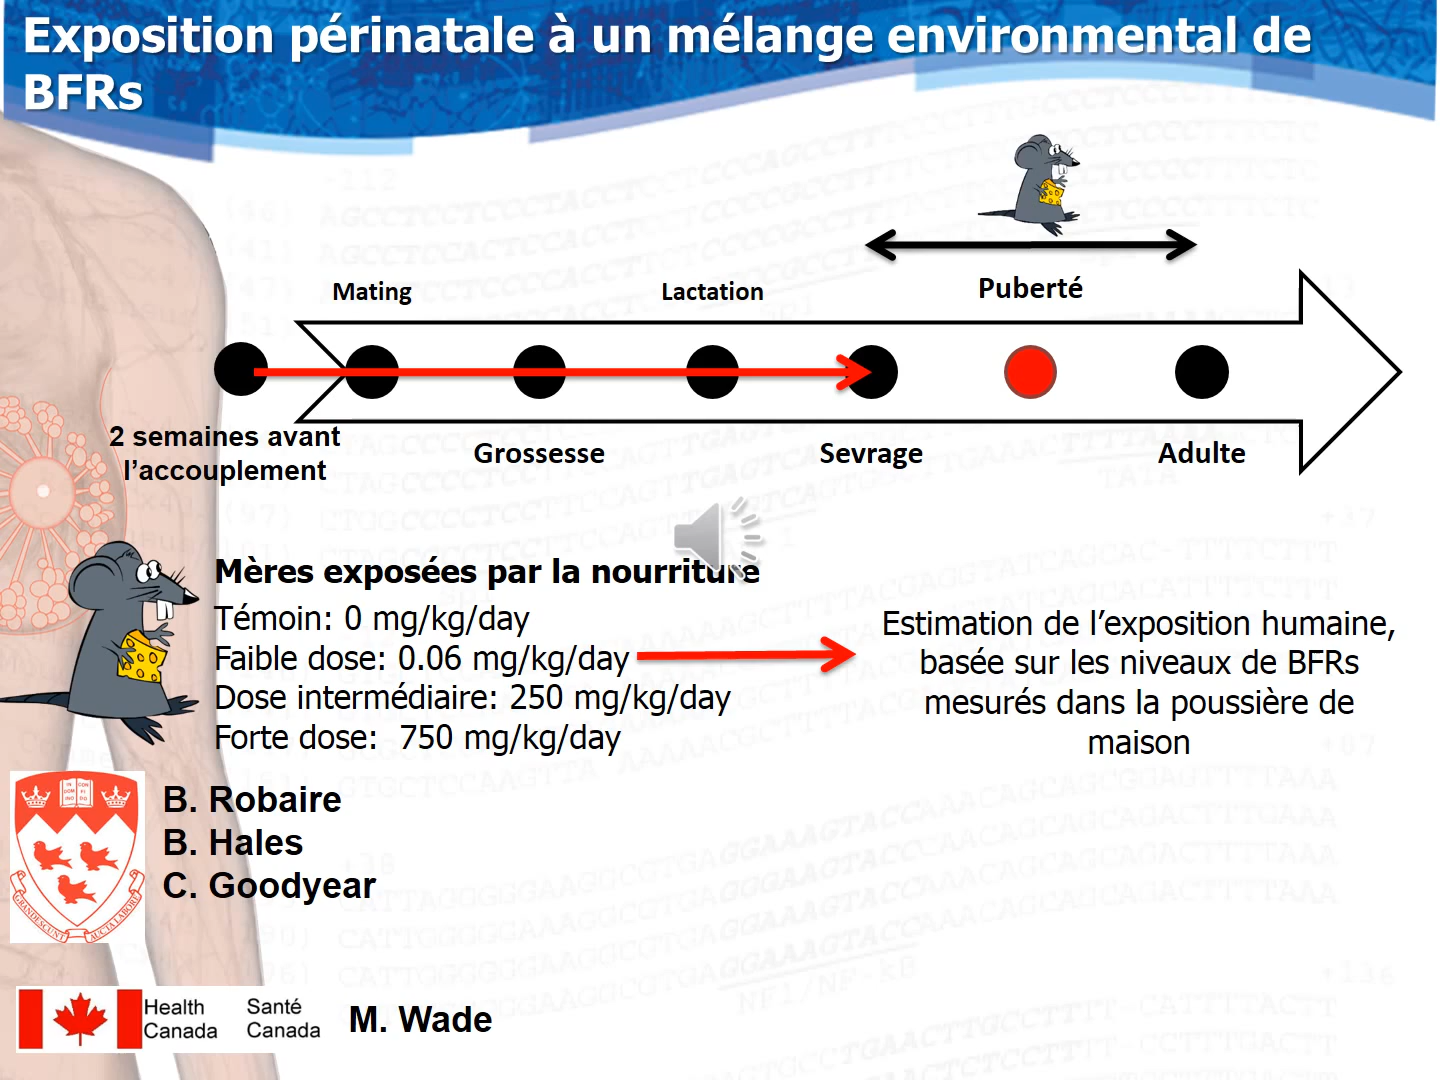 Exposition périnatale à un mélange environmental de
BFRs
Mating
Lactation
Puberté
2 semaines avant
l’accouplement
Grossesse
Sevrage
Adulte
Mères exposées par la nourriture
Témoin: 0 mg/kg/day
Faible dose: 0.06 mg/kg/day
Dose intermédiaire: 250 mg/kg/day
Forte dose:  750 mg/kg/day
Estimation de l’exposition humaine,
basée sur les niveaux de BFRs
mesurés dans la poussière de
maison
B. Robaire
B. Hales
C. Goodyear
GRANDESCUNT AUCTA LABORE
Health
Canada
Santé
Canada
M. Wade